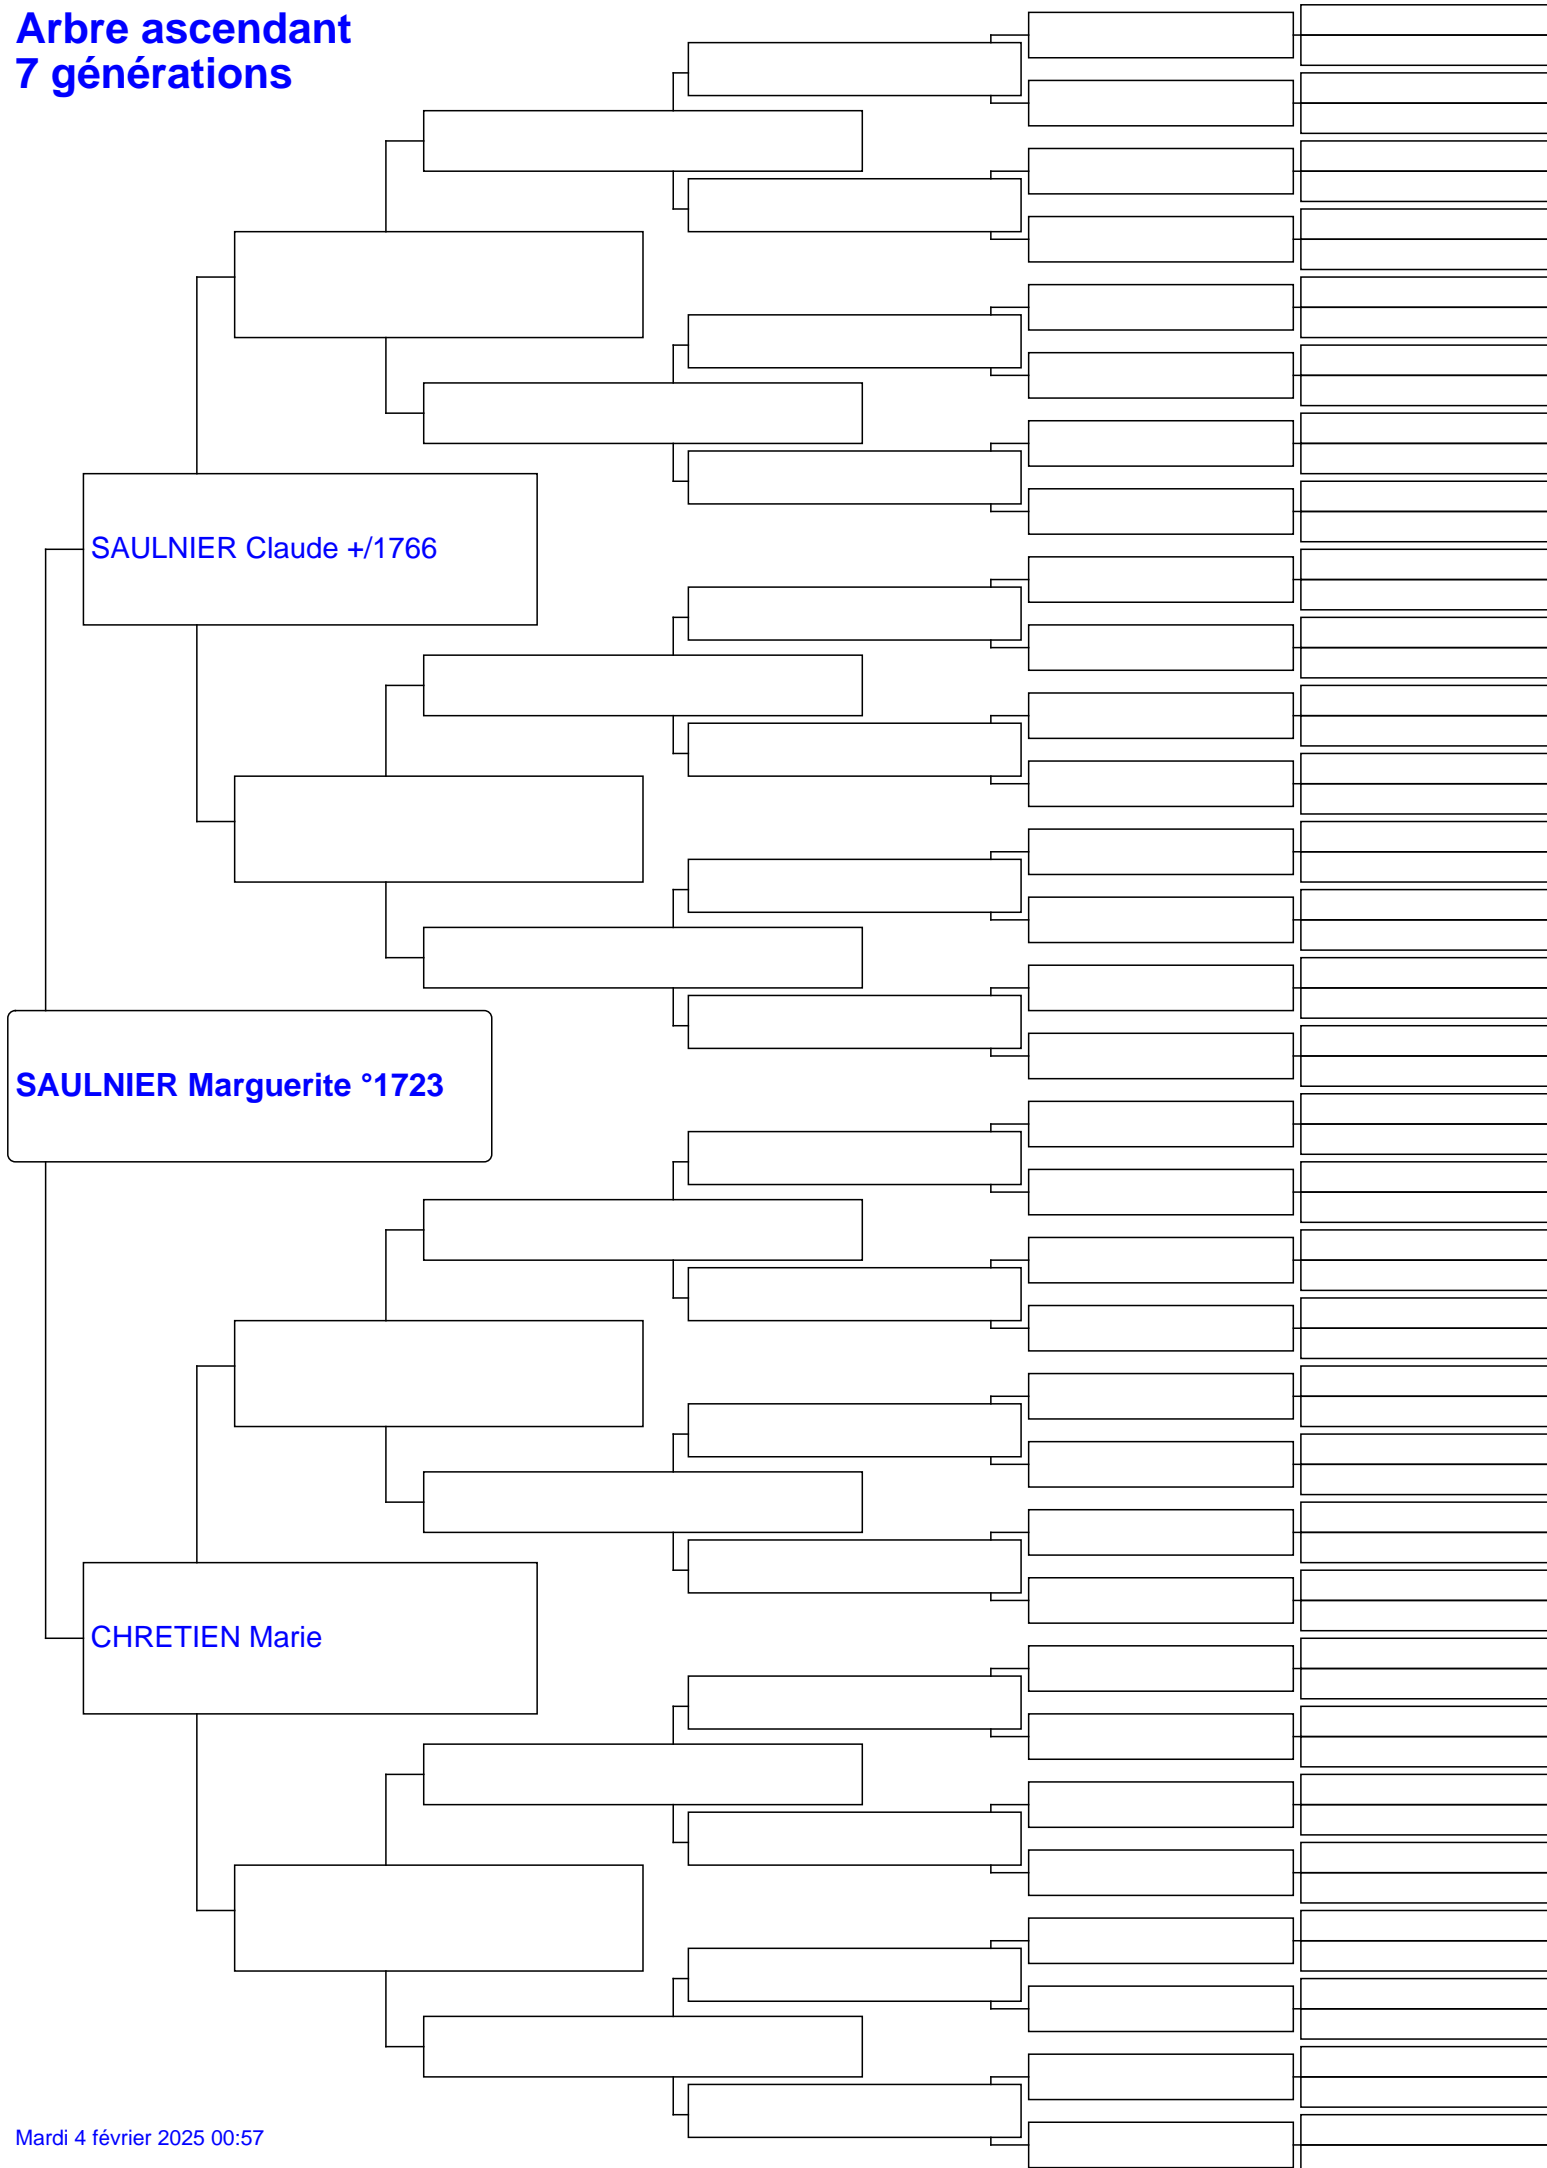 Arbre ascendant
7 générations
SAULNIER Claude +/1766
SAULNIER Marguerite °1723
CHRETIEN Marie
Mardi 4 février 2025 00:57